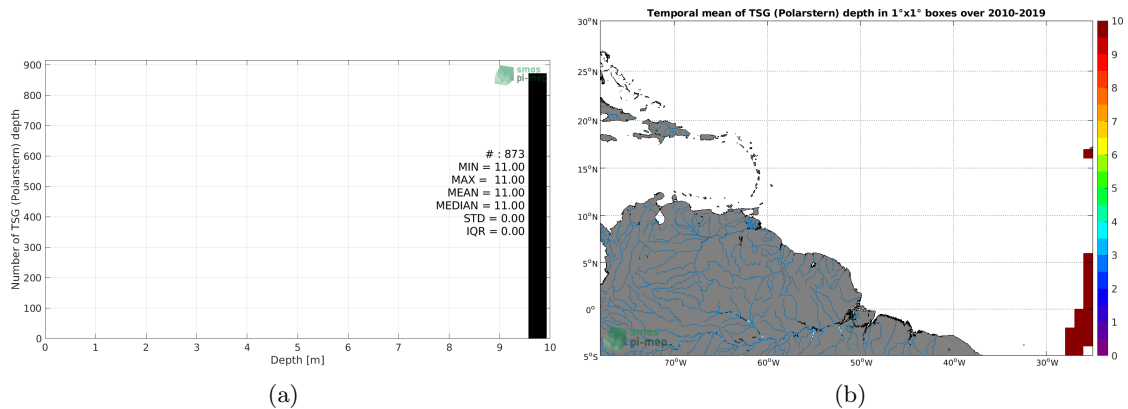 900
800
700
600
500
400
300
200
100
0
Number of TSG (Polarstern) depth
smos
pi-mep
# : 873
MIN = 11.00
MAX = 11.00
MEAN = 11.00
MEDIAN = 11.00
STD = 0.00
IQR = 0.00
0 1 2 3 4 5 6 7 8 9 10
Depth [m]
(a)
Temporal mean of TSG (Polarstern) depth in 1°x1° boxes over 2010-2019
30°N
25°N
20°N
15°N
10°N
5°N
0°
5°S
smos
pi-mep
70°W 60°W 50°W 40°W 30°W
10
9
8
7
6
5
4
3
2
1
0
(b)